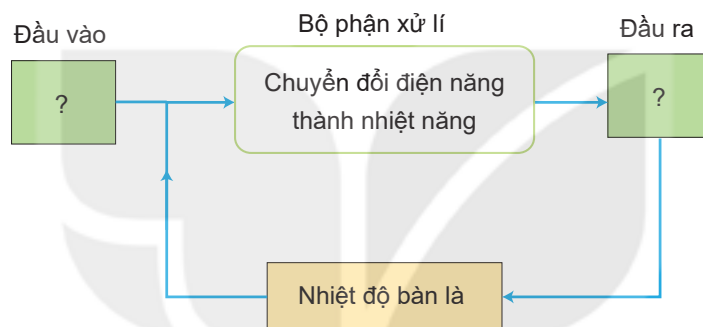 Đầu vào
Bộ phận xử lí
Đầu ra
?
Chuyển đổi điện năng
thành nhiệt năng
?
Nhiệt độ bàn là